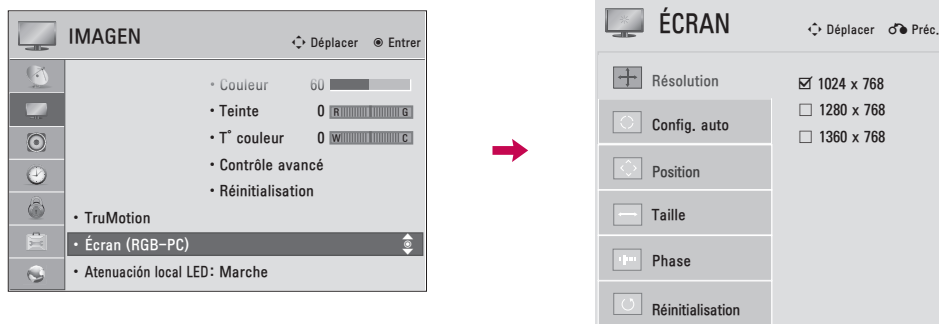 IMAGEN
Déplacer Entrer
• Couleur 60
• Teinte 0 R G
• T° couleur 0 W C
• Contrôle avancé
• Réinitialisation
• TruMotion
• Écran (RGB-PC)
• Atenuación local LED: Marche
ÉCRAN
Déplacer Préc.
Résolution
Config. auto
Position
Taille
Phase
Réinitialisation
☑ 1024 x 768
☐ 1280 x 768
☐ 1360 x 768